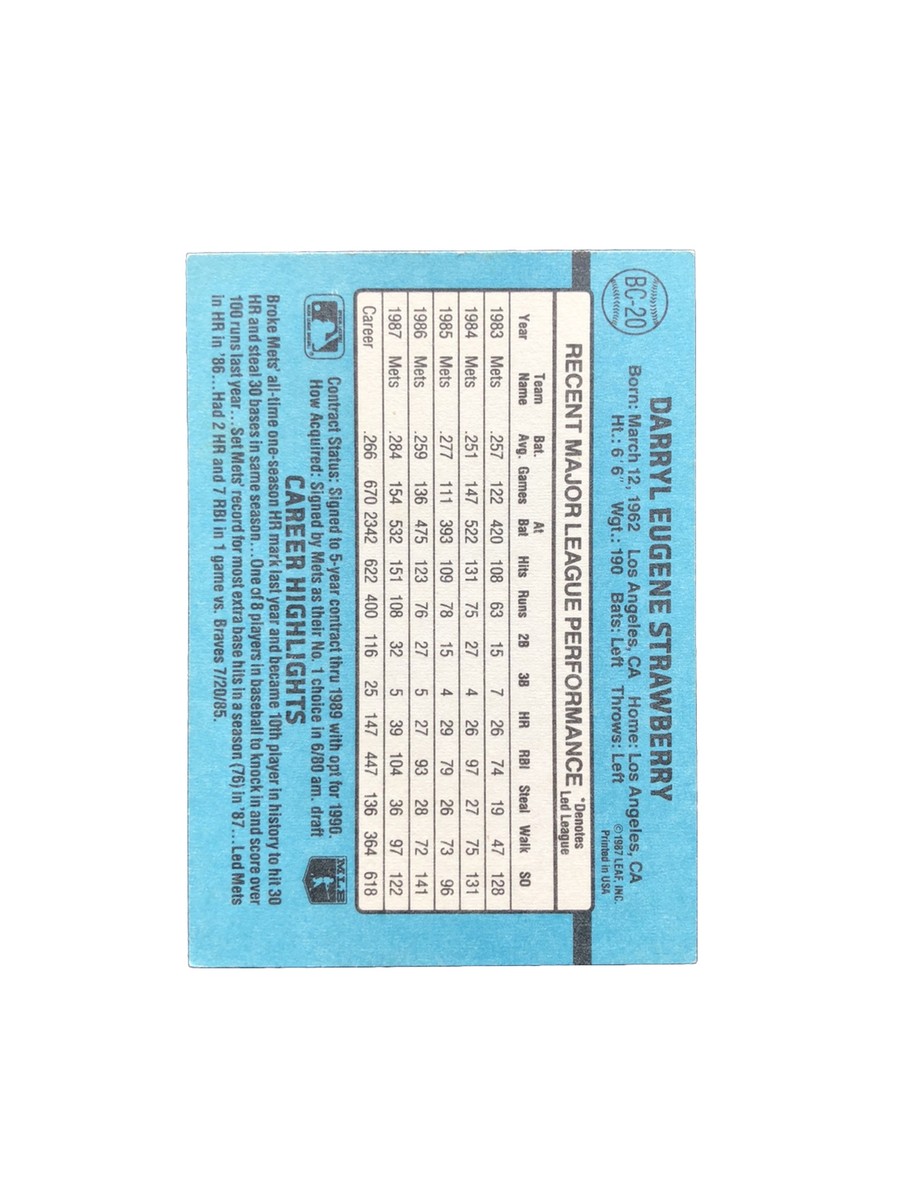 BC-20
DARRYL EUGENE STRAWBERRY
Born: March 12, 1962 Los Angeles, CA Home: Los Angeles, CA
Ht.: 6' 6" Wgt.: 190 Bats: Left Throws: Left
©1987 LEAF, INC.
Printed in USA
RECENT MAJOR LEAGUE PERFORMANCE *Denotes
Led League
Year Team Name Bat. Avg. Games At Bat Hits Runs 2B 3B HR RBI Steal Walk SO
1983 Mets .257 122 420 108 63 15 7 26 74 19 47 128
1984 Mets .251 147 522 131 75 27 4 26 97 27 75 131
1985 Mets .277 111 393 109 78 15 4 29 79 26 73 96
1986 Mets .259 136 475 123 76 27 5 27 93 28 72 141
1987 Mets .284 154 532 151 108 32 5 39 104 36 97 122
Career .266 670 2342 622 400 116 25 147 447 136 364 618
Contract Status: Signed to 5-year contract thru 1989 with opt for 1990.
How Acquired: Signed by Mets as their No. 1 choice in 6/80 am. draft
MLB
CAREER HIGHLIGHTS
Broke Mets' all-time one-season HR mark last year and became 10th player in history to hit 30
HR and steal 30 bases in same season...One of 8 players in baseball to knock in and score over
100 runs last year...Set Mets' record for most extra base hits in a season (76) in '87...Led Mets
in HR in '86...Had 2 HR and 7 RBI in 1 game vs. Braves 7/20/85.